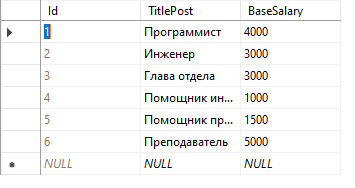 Id TitlePost BaseSalary
1 Программист 4000
2 Инженер 3000
3 Глава отдела 3000
4 Помощник ин... 1000
5 Помощник пр... 1500
6 Преподаватель 5000
NULL NULL NULL